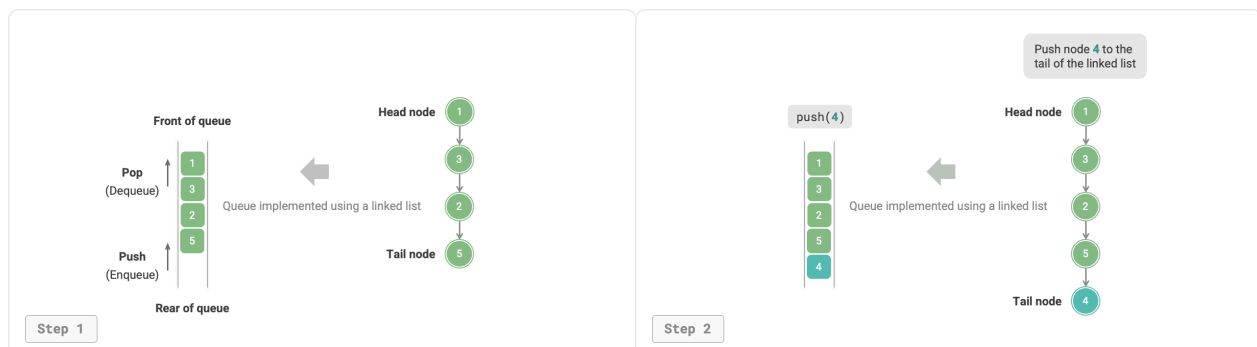 Front of queue
Pop
(Dequeue)
Push
(Enqueue)
1
3
2
5
Rear of queue
Queue implemented using a linked list
Head node
1
3
2
Tail node
5
Step 1
Push node 4 to the
tail of the linked list
push(4)
1
3
2
5
4
Queue implemented using a linked list
Head node
1
3
2
5
Tail node
4
Step 2